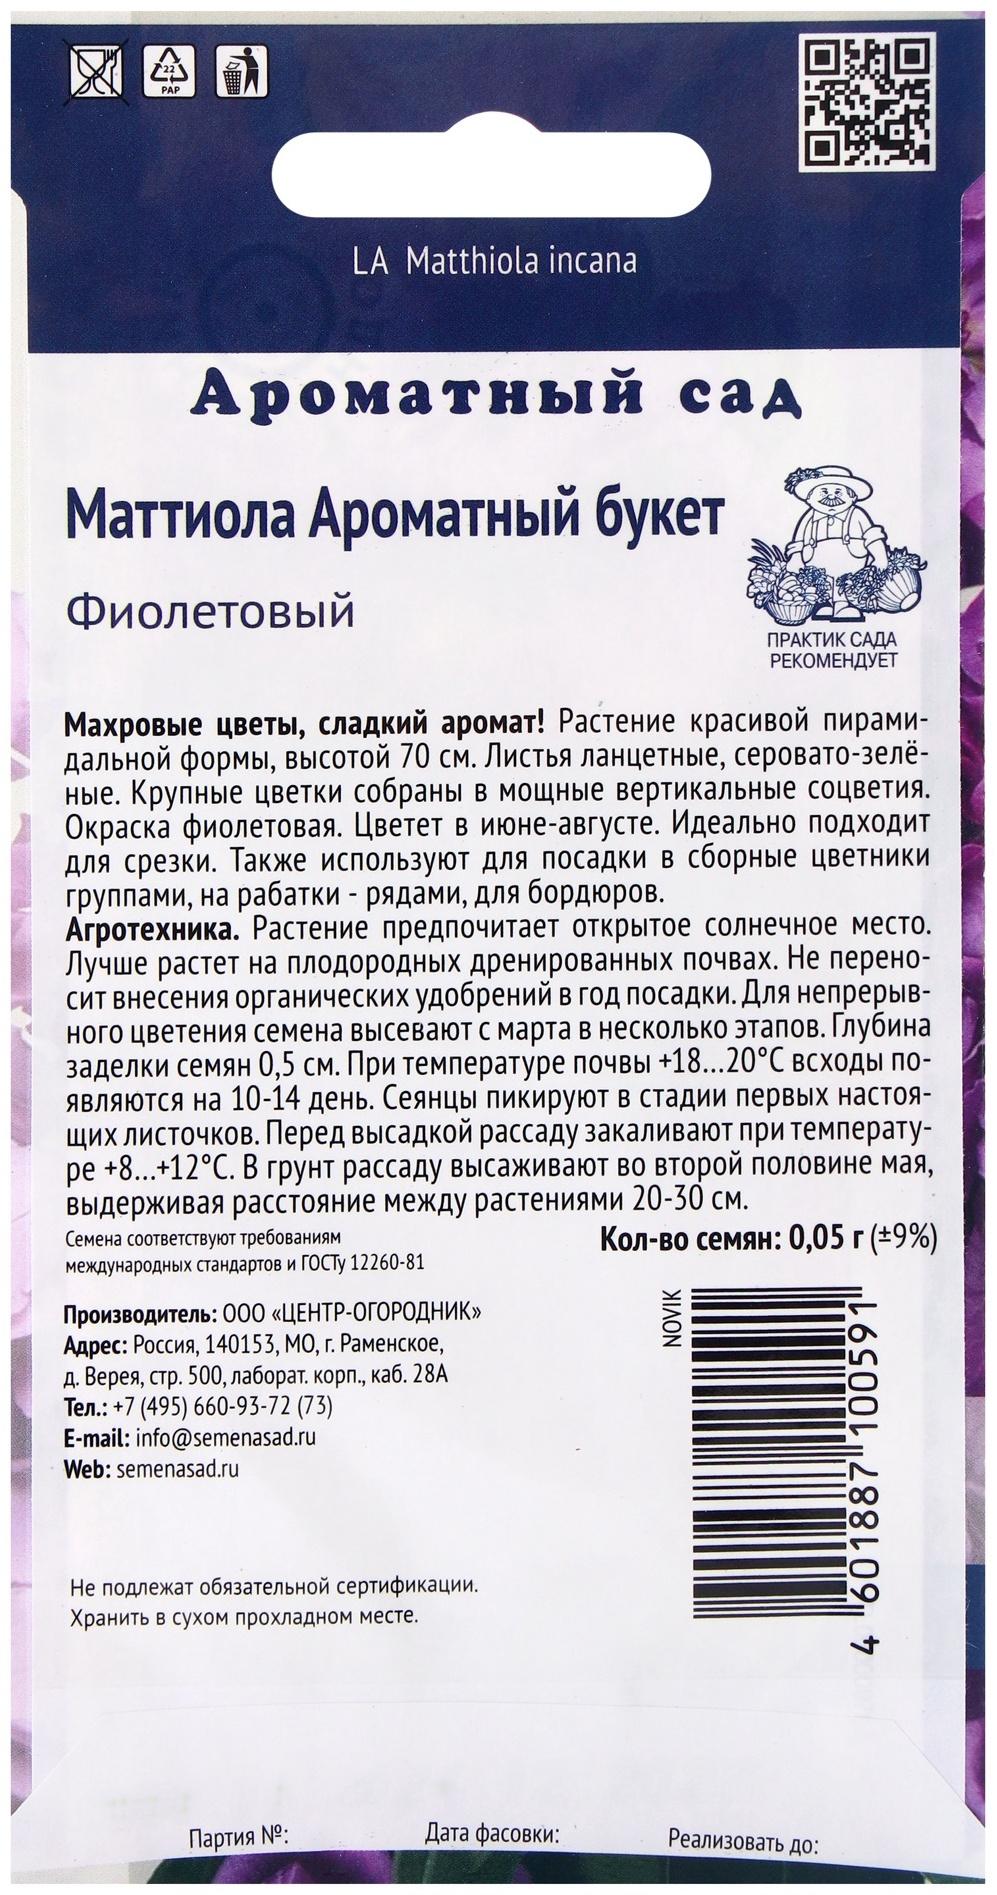 22
PAP
LA Matthiola incana
Ароматный сад
Маттиола Ароматный букет
Фиолетовый
ПРАКТИК САДА
РЕКОМЕНДУЕТ
Махровые цветы, сладкий аромат! Растение красивой пирами-
дальной формы, высотой 70 см. Листья ланцетные, серовато-зелё-
ные. Крупные цветки собраны в мощные вертикальные соцветия.
Окраска фиолетовая. Цветет в июне-августе. Идеально подходит
для срезки. Также используют для посадки в сборные цветники
группами, на рабатки - рядами, для бордюров.
Агротехника. Растение предпочитает открытое солнечное место.
Лучше растет на плодородных дренированных почвах. Не перено-
сит внесения органических удобрений в год посадки. Для непрерыв-
ного цветения семена высевают с марта в несколько этапов. Глубина
заделки семян 0,5 см. При температуре почвы +18...20°С всходы по-
являются на 10-14 день. Сеянцы пикируют в стадии первых настоя-
щих листочков. Перед высадкой рассаду закаливают при температу-
ре +8...+12°С. В грунт рассаду высаживают во второй половине мая,
выдерживая расстояние между растениями 20-30 см.
Семена соответствуют требованиям
международных стандартов и ГОСТу 12260-81
Кол-во семян: 0,05 г (±9%)
Производитель: ООО «ЦЕНТР-ОГОРОДНИК»
Адрес: Россия, 140153, МО, г. Раменское,
д. Верея, стр. 500, лаборат. корп., каб. 28А
Тел.: +7 (495) 660-93-72 (73)
E-mail: info@semenasad.ru
Web: semenasad.ru
NOVIK
4 601887 100591
Не подлежат обязательной сертификации.
Хранить в сухом прохладном месте.
Партия №: Дата фасовки: Реализовать до: